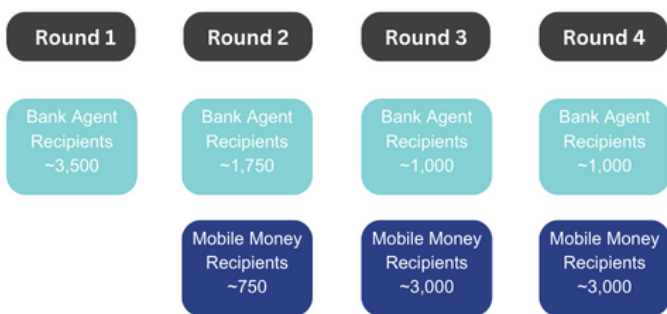 Round 1
Round 2
Round 3
Round 4
Bank Agent
Recipients
~3,500
Bank Agent
Recipients
~1,750
Bank Agent
Recipients
~1,000
Bank Agent
Recipients
~1,000
Mobile Money
Recipients
~750
Mobile Money
Recipients
~3,000
Mobile Money
Recipients
~3,000